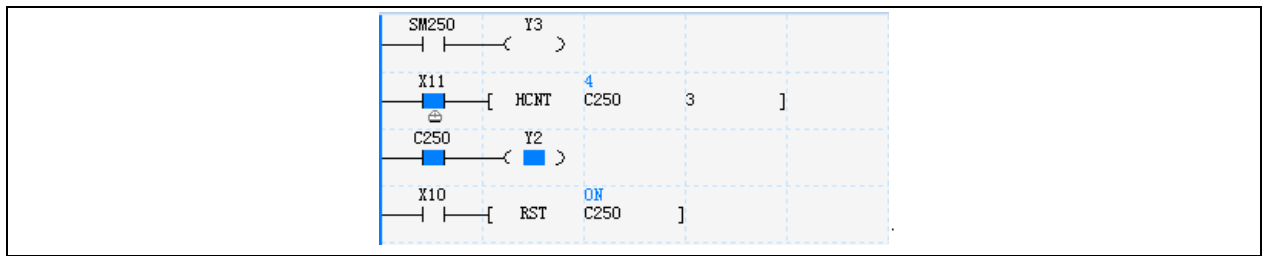 SM250 Y3
X11 4
HCNT C250 3
C250 Y2
X10 ON
RST C250